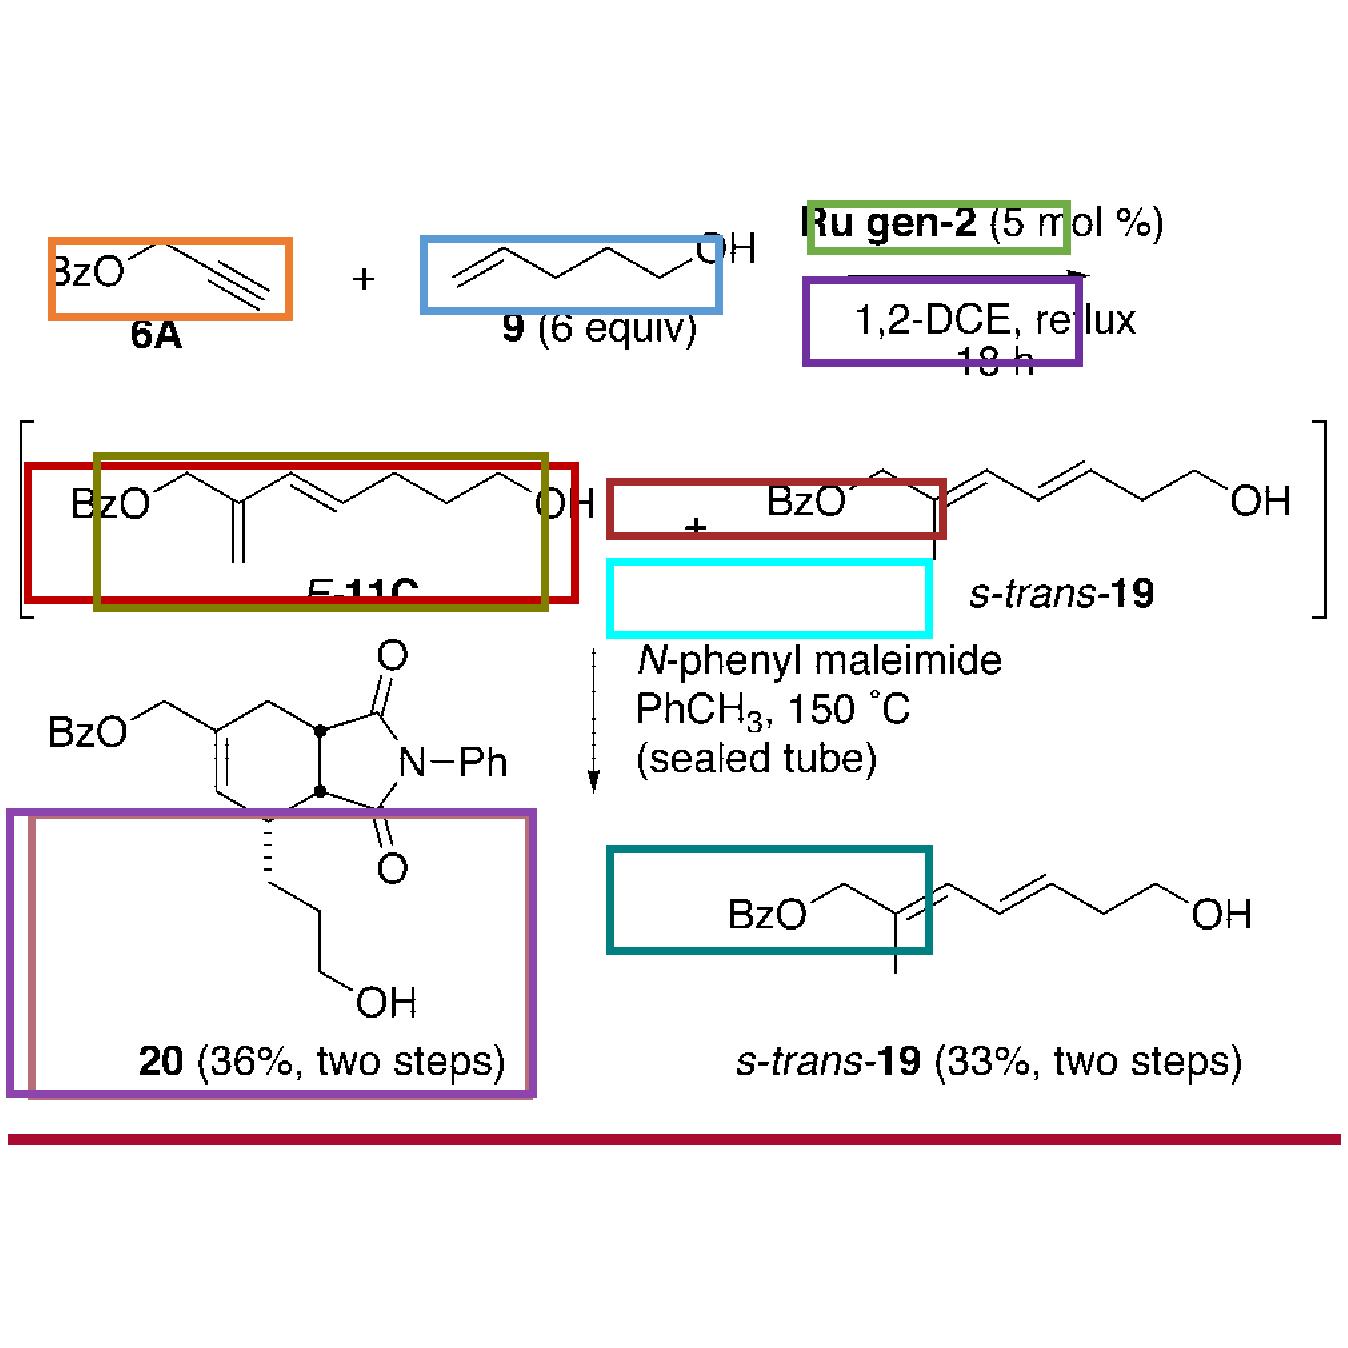 BzO + OH Ru gen-2 (5 mol %)
6A 9 (6 equiv) 1,2-DCE, reflux
18 h
BzO OH + BzO OH
E-11C s-trans-19
O N-phenyl maleimide
BzO N-Ph PhCH3, 150 °C
(sealed tube)
O BzO OH
OH
20 (36%, two steps) s-trans-19 (33%, two steps)